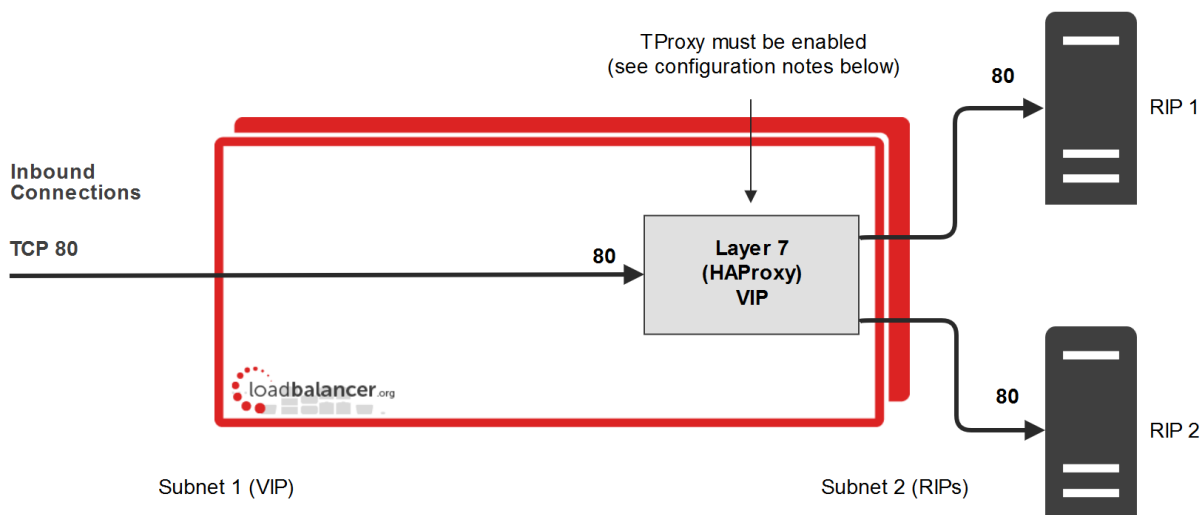 TProxy must be enabled
(see configuration notes below)
80
RIP 1
Inbound
Connections
TCP 80
80
Layer 7
(HAProxy)
VIP
loadbalancer.org
80
RIP 2
Subnet 1 (VIP)
Subnet 2 (RIPs)